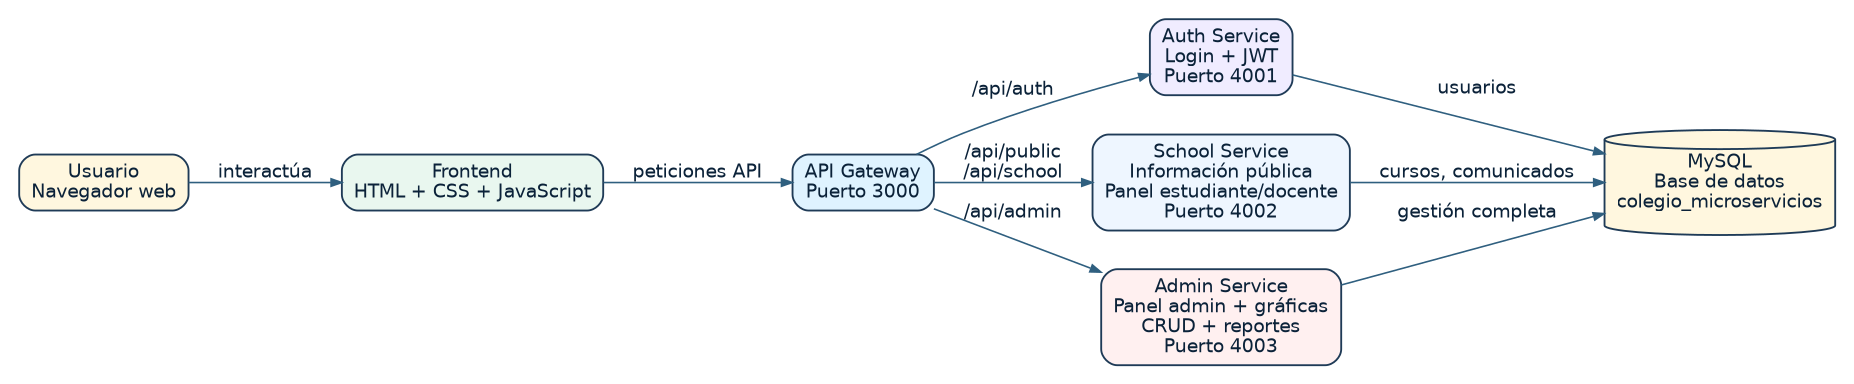 Usuario
Navegador web
interactúa
Frontend
HTML + CSS + JavaScript
peticiones API
API Gateway
Puerto 3000
/api/auth
/api/public
/api/school
/api/admin
Auth Service
Login + JWT
Puerto 4001
School Service
Información pública
Panel estudiante/docente
Puerto 4002
Admin Service
Panel admin + gráficas
CRUD + reportes
Puerto 4003
usuarios
cursos, comunicados
gestión completa
MySQL
Base de datos
colegio_microservicios